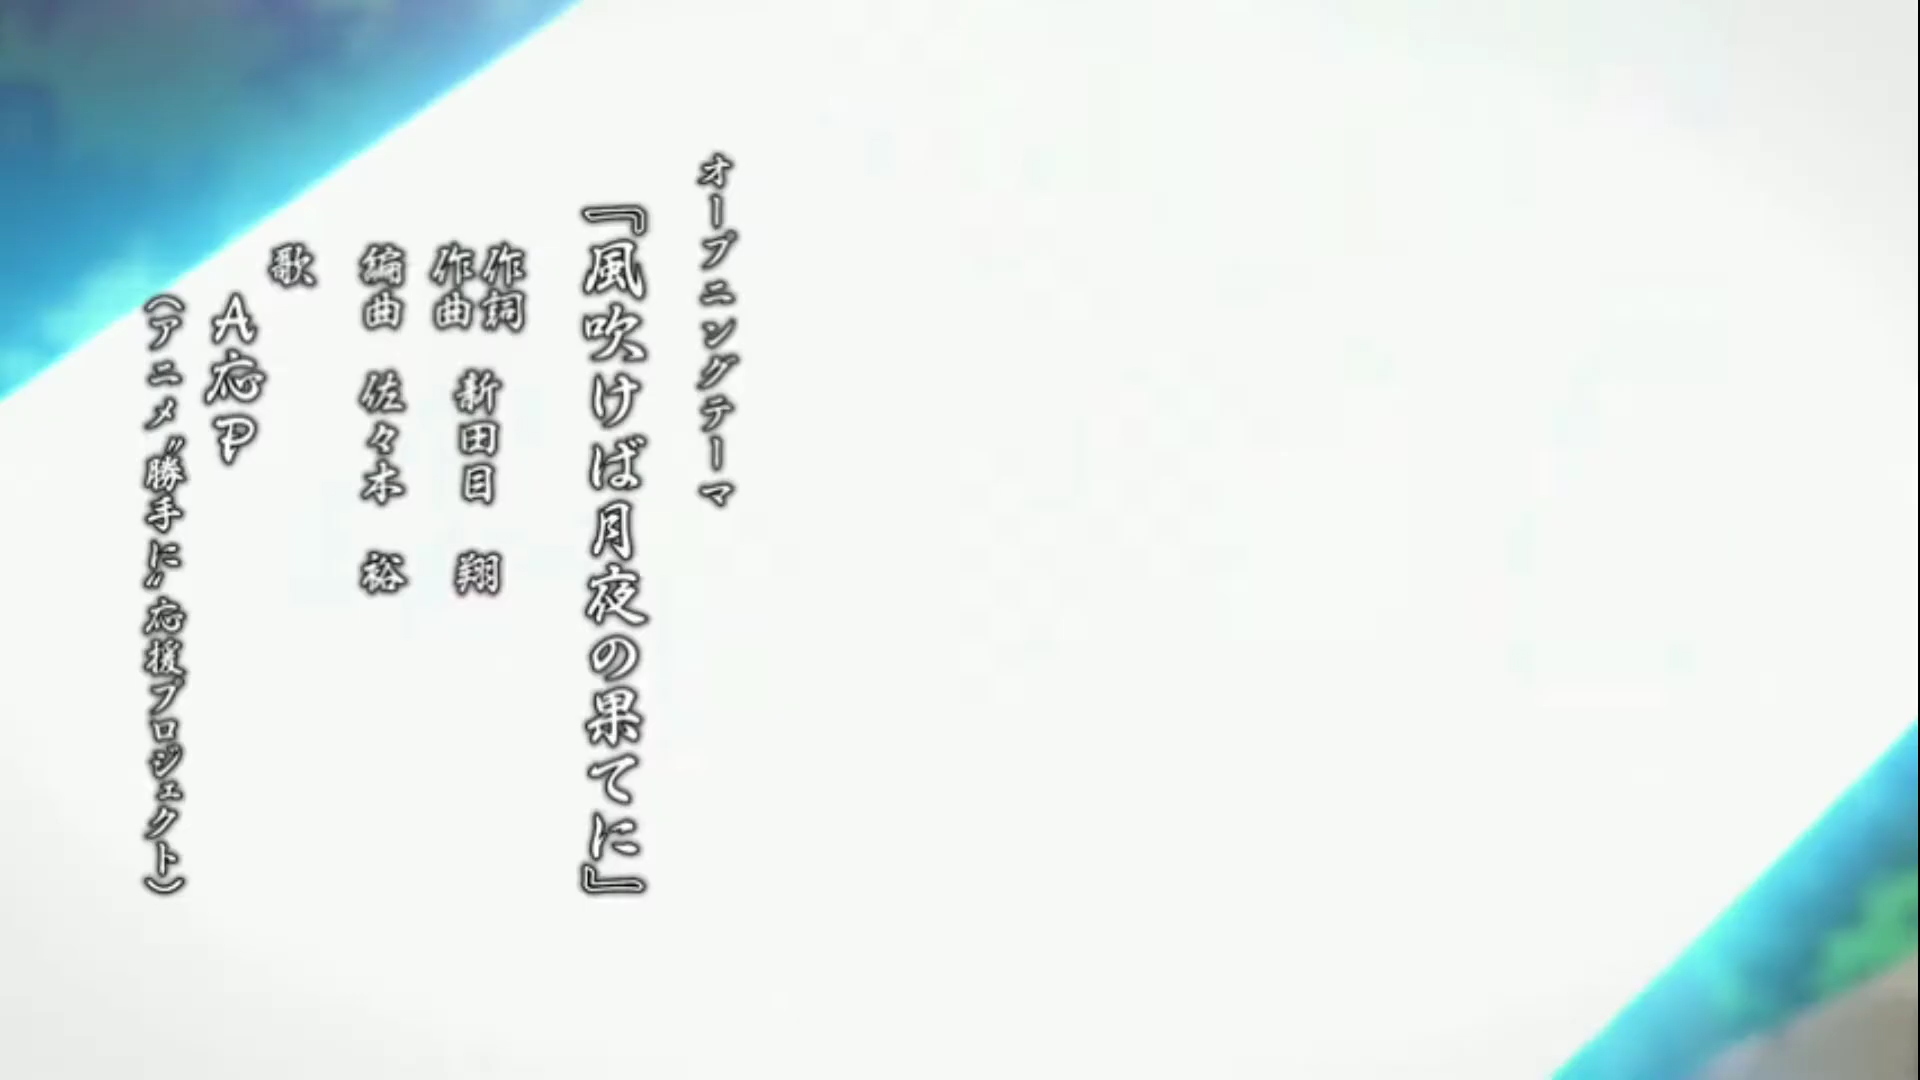 オープニングテーマ
『風吹けば月夜の果てに』
作詞
作曲 新田目 翔
編曲 佐々木 裕
歌
A応P
(アニメ〝勝手に〟応援プロジェクト)